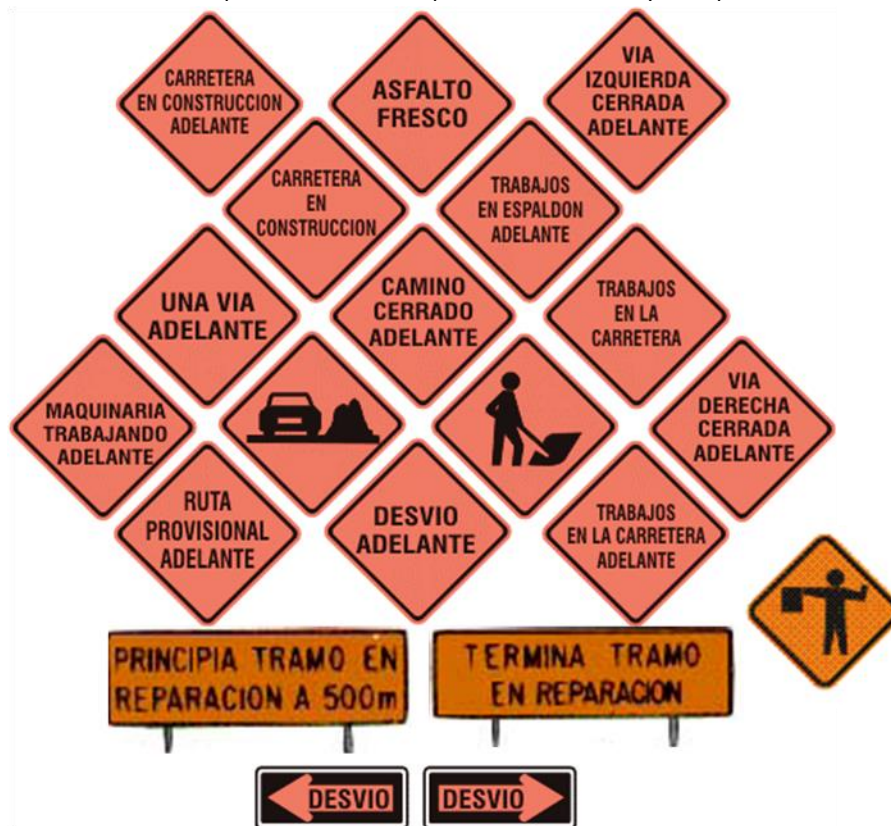 CARRETERA
EN CONSTRUCCION
ADELANTE
ASFALTO
FRESCO
VIA
IZQUIERDA
CERRADA
ADELANTE
CARRETERA
EN
CONSTRUCCION
TRABAJOS
EN ESPALDON
ADELANTE
UNA VIA
ADELANTE
CAMINO
CERRADO
ADELANTE
TRABAJOS
EN LA
CARRETERA
MAQUINARIA
TRABAJANDO
ADELANTE
VIA
DERECHA
CERRADA
ADELANTE
RUTA
PROVISIONAL
ADELANTE
DESVIO
ADELANTE
TRABAJOS
EN LA CARRETERA
ADELANTE
PRINCIPIA TRAMO EN
REPARACION A 500m
TERMINA TRAMO
EN REPARACION
DESVIO
DESVIO